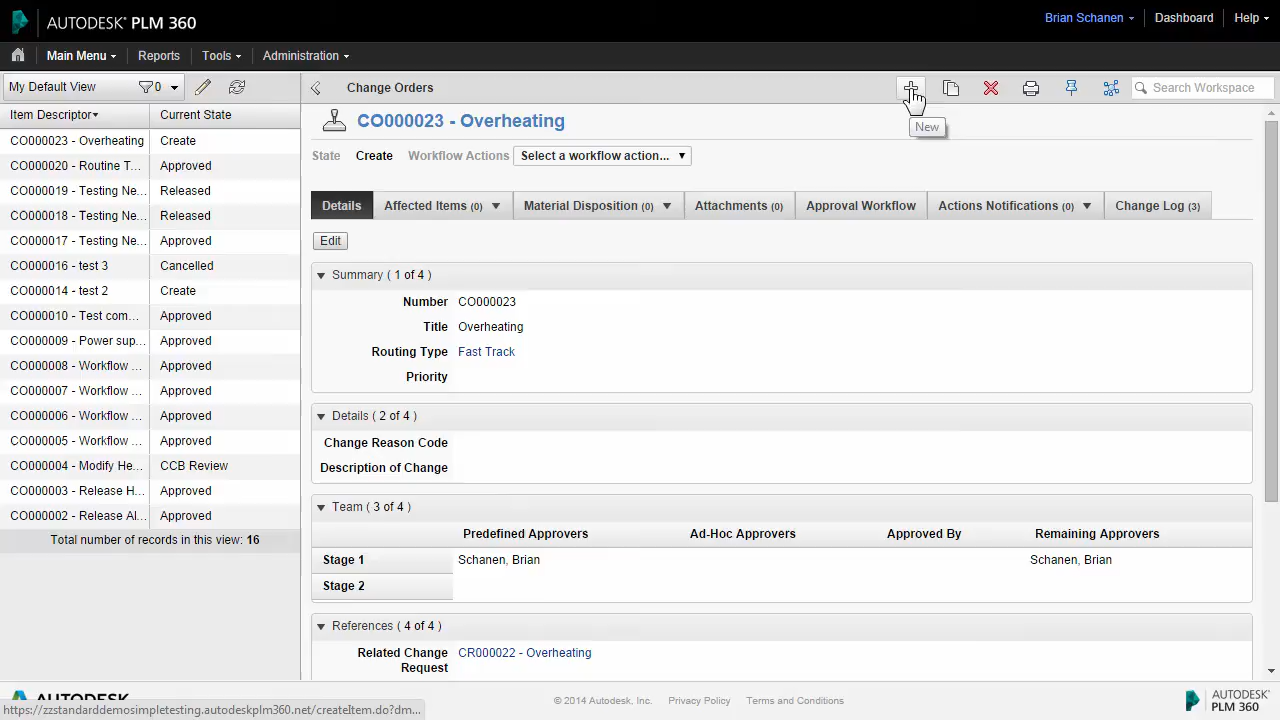 AUTODESK® PLM 360
Brian Schanen
Dashboard
Help
Main Menu
Reports
Tools
Administration
My Default View
0
Change Orders
Search Workspace
New
Item Descriptor
Current State
CO000023 - Overheating
Create
CO000020 - Routine T...
Approved
CO000019 - Testing Ne...
Released
CO000018 - Testing Ne...
Released
CO000017 - Testing Ne...
Approved
CO000016 - test 3
Cancelled
CO000014 - test 2
Create
CO000010 - Test com...
Approved
CO000009 - Power sup...
Approved
CO000008 - Workflow ...
Approved
CO000007 - Workflow ...
Approved
CO000006 - Workflow ...
Approved
CO000005 - Workflow ...
Approved
CO000004 - Modify He...
CCB Review
CO000003 - Release H...
Approved
CO000002 - Release Al...
Approved
Total number of records in this view: 16
CO000023 - Overheating
State
Create
Workflow Actions
Select a workflow action...
Details
Affected Items (0)
Material Disposition (0)
Attachments (0)
Approval Workflow
Actions Notifications (0)
Change Log (3)
Edit
Summary ( 1 of 4 )
Number
CO000023
Title
Overheating
Routing Type
Fast Track
Priority
Details ( 2 of 4 )
Change Reason Code
Description of Change
Team ( 3 of 4 )
Predefined Approvers
Ad-Hoc Approvers
Approved By
Remaining Approvers
Stage 1
Schanen, Brian
Schanen, Brian
Stage 2
References ( 4 of 4 )
Related Change
Request
CR000022 - Overheating
AUTODESK
https://zzstandarddemosimpletesting.autodeskplm360.net/createItem.do?dm...
© 2014 Autodesk, Inc.
Privacy Policy
Terms and Conditions
AUTODESK®
PLM 360